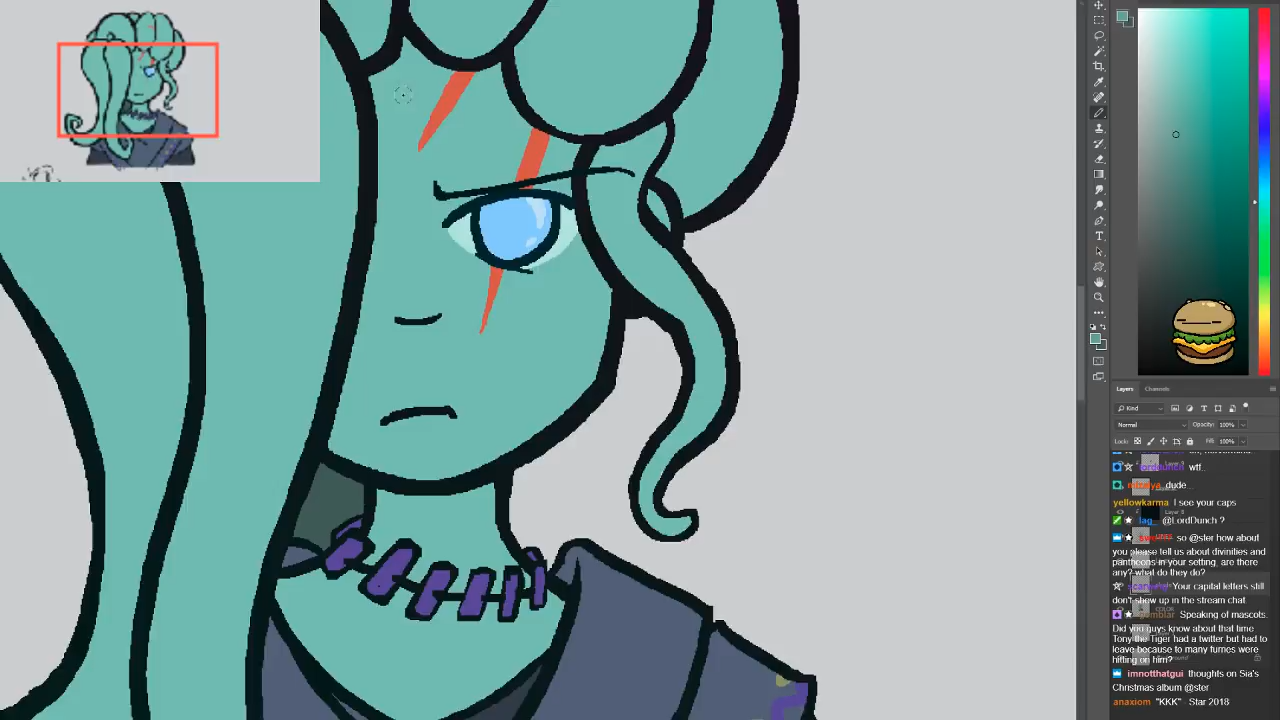 Layers Channels
Kind
Normal Opacity: 100%
Lock: Fill: 100%
wtf.
dude
yellowkarma I see your caps
lag_ @LordDunch ?
so @ster how about
you please tell us about divinities and
pantheons in your setting, are there
any? what do they do?
Your capital letters still
don't show up in the stream chat
Speaking of mascots.
Did you guys know about that time
Tony the Tiger had a twitter but had to
leave because to many furries were
hitting on him?
imnotthatgui thoughts on Sia's
Christmas album @ster
anaxiom "KKK" - Star 2018